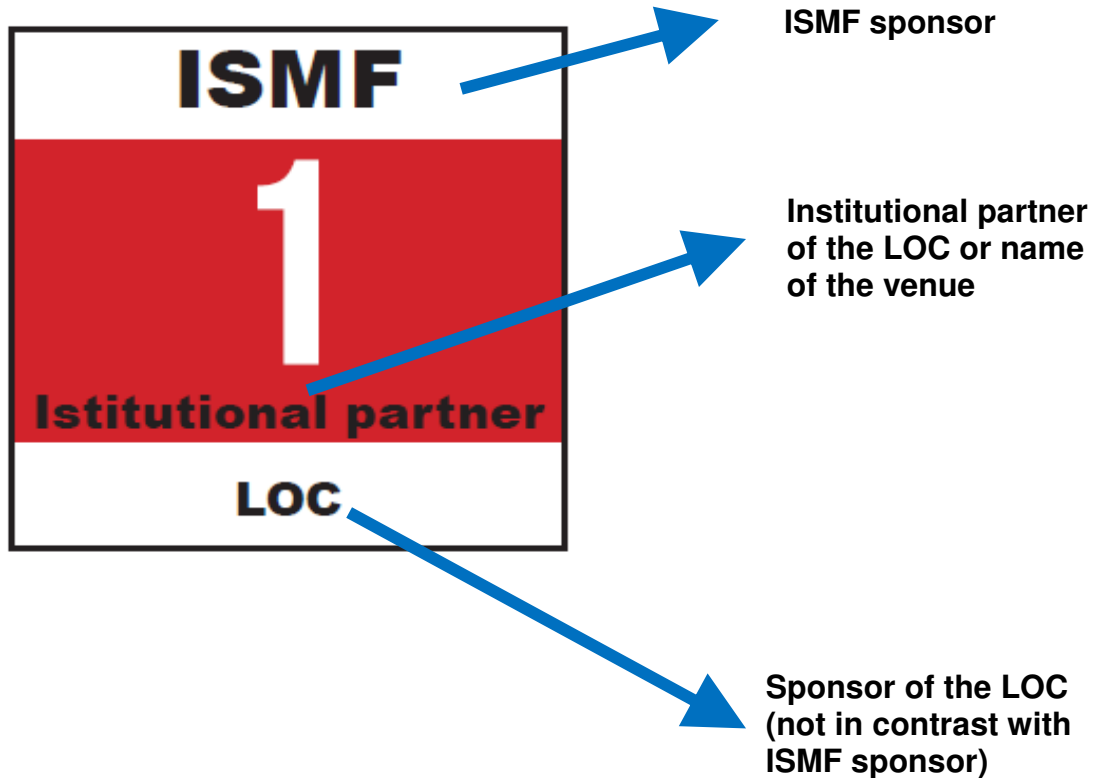 ISMF
1
Istitutional partner
LOC
ISMF sponsor
Institutional partner
of the LOC or name
of the venue
Sponsor of the LOC
(not in contrast with
ISMF sponsor)